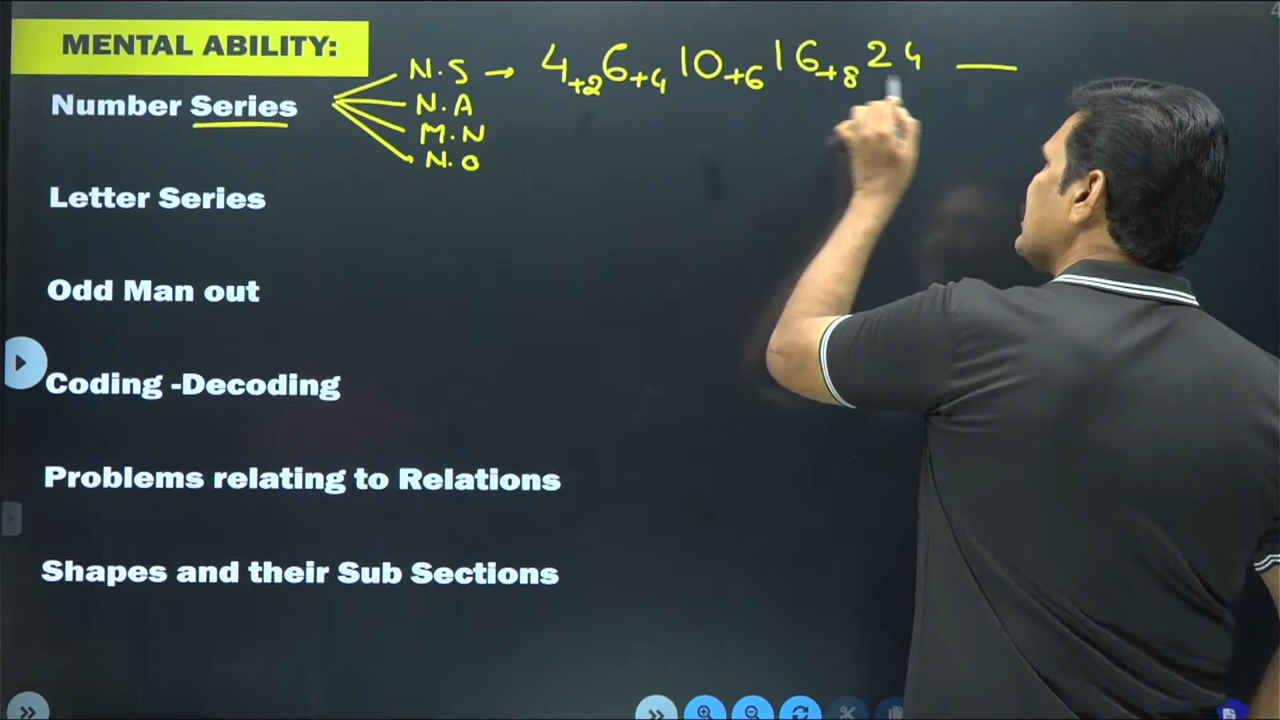 MENTAL ABILITY:
N.S → 4 +2 6 +4 10 +6 16 +8 24 __
Number Series
N.A
M.N
N.O
Letter Series
Odd Man out
Coding -Decoding
Problems relating to Relations
Shapes and their Sub Sections